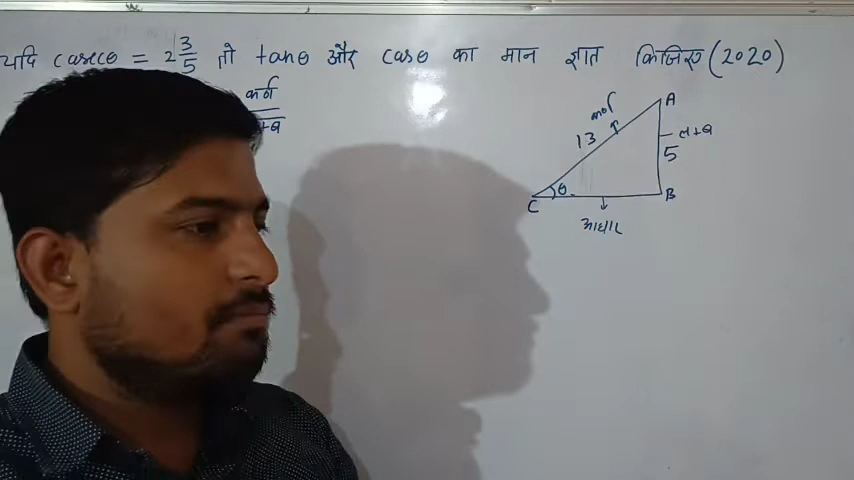 यदि cosecθ = 2 3/5 तो tanθ और cosθ का मान ज्ञात किजिए (2020)
कर्ण
कर्ण
A
13
लम्ब
5
θ
C
B
आधार